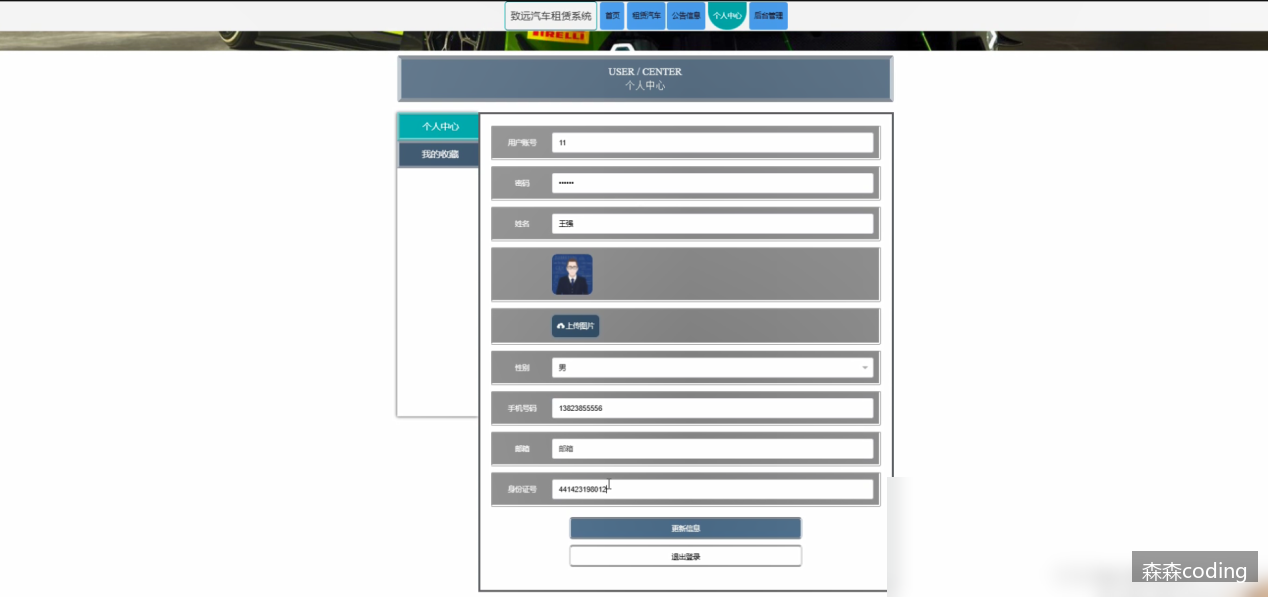 致远汽车租赁系统
首页
租赁汽车
公告信息
个人中心
后台管理
PIRELLI
USER / CENTER
个人中心
个人中心
我的收藏
用户账号
11
密码
••••••
姓名
王强
上传图片
性别
男
手机号码
13823855556
邮箱
邮箱
身份证号
441423198012
更新信息
退出登录
森森coding